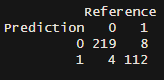 Reference
Prediction 0 1
0 219 8
1 4 112